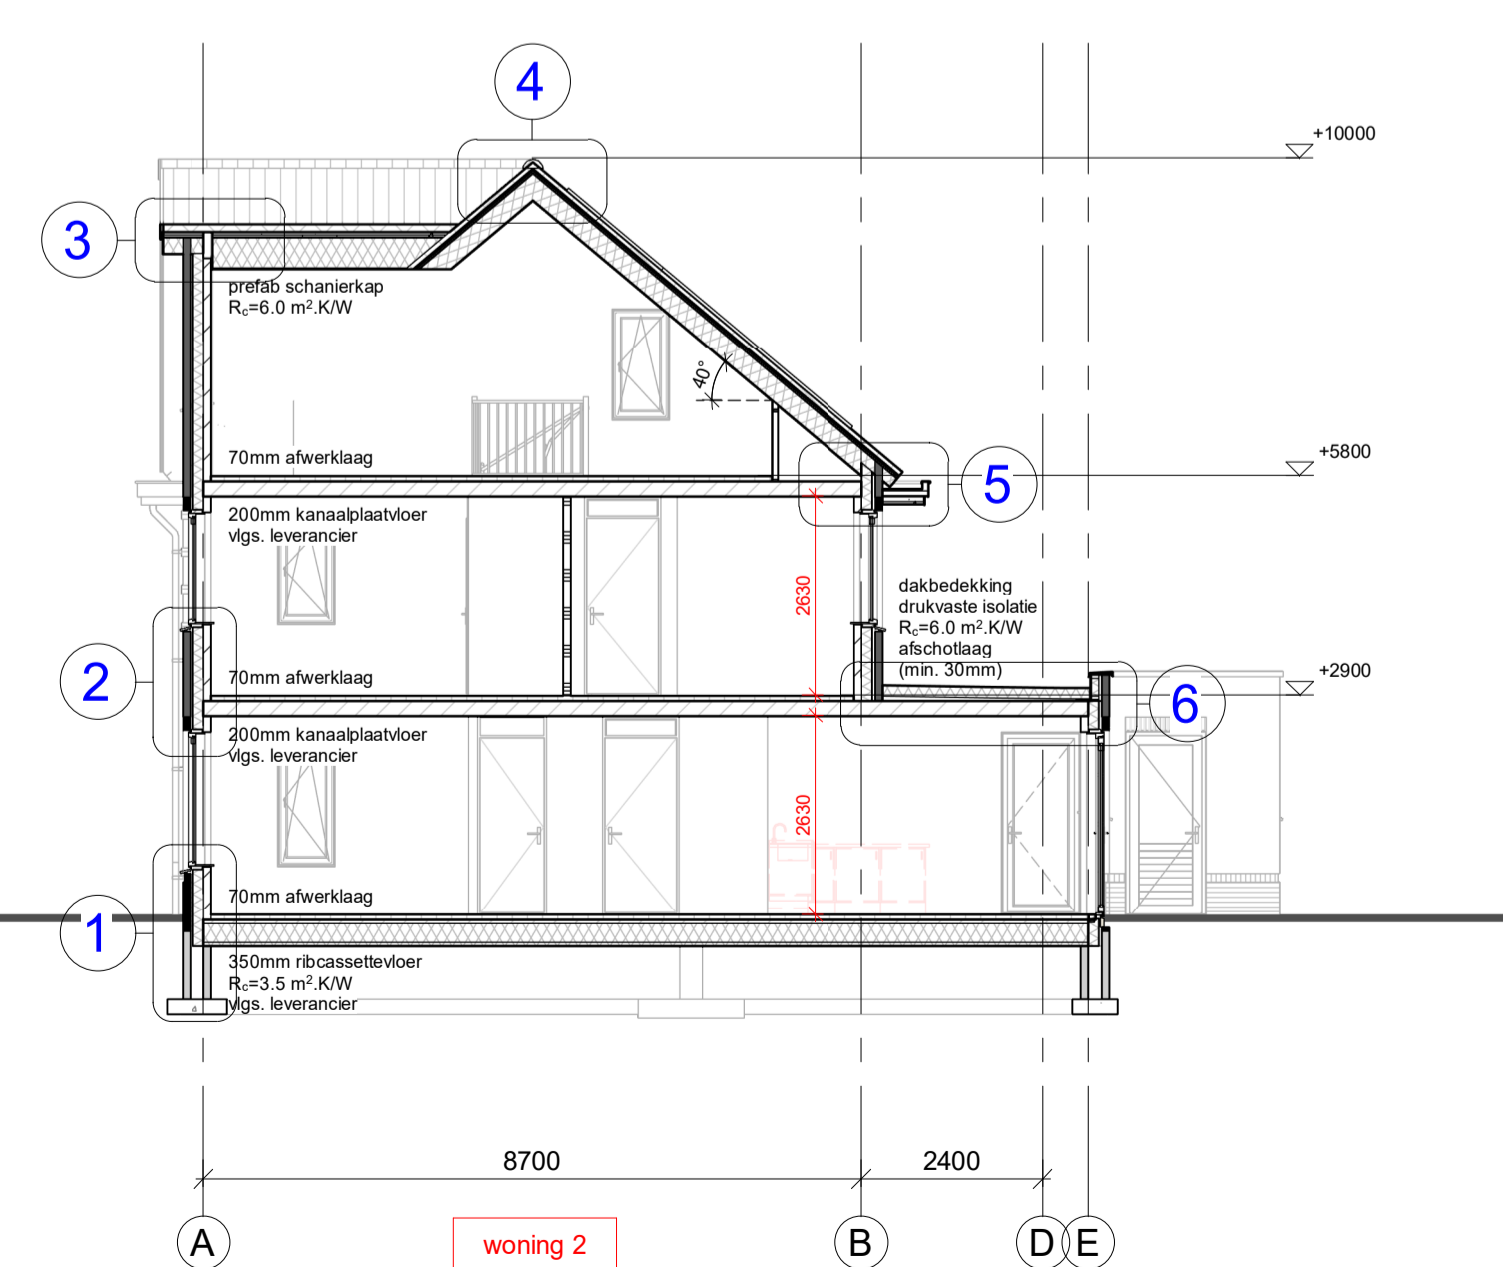 4
+10000
3
prefab schanierkap
Rc=6.0 m².K/W
40°
70mm afwerklaag
+5800
5
200mm kanaalplaatvloer
vlgs. leverancier
2630
dakbedekking
drukvaste isolatie
Rc=6.0 m².K/W
afschotlaag
(min. 30mm)
2
70mm afwerklaag
+2900
6
200mm kanaalplaatvloer
vlgs. leverancier
2630
70mm afwerklaag
1
350mm ribcassettevloer
Rc=3.5 m².K/W
vlgs. leverancier
8700
2400
A
B
D
E
woning 2